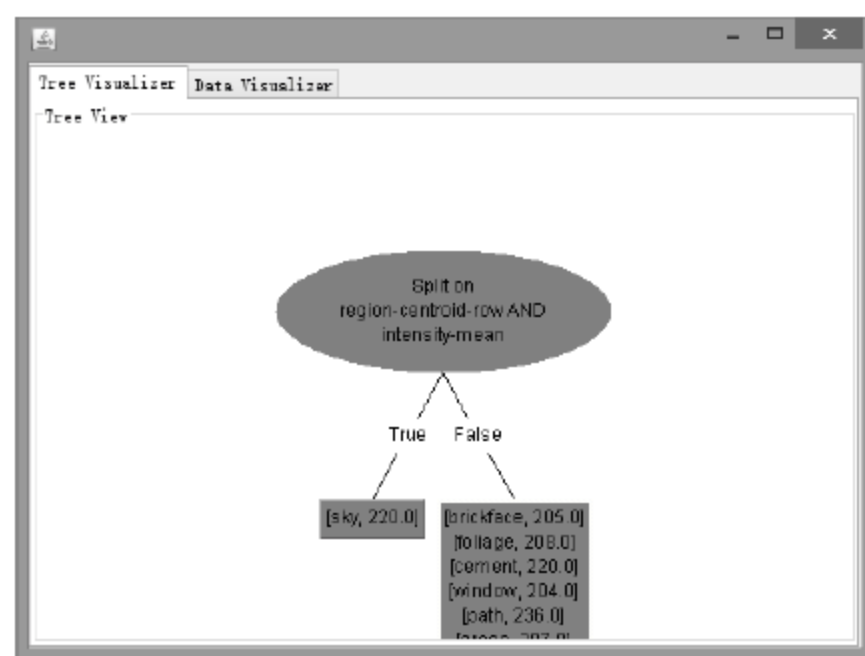 Tree Visualizer Data Visualizer
Tree View
Split on
region-centroid-row AND
intensity-mean
True False
[sky, 220.0]
[brickface, 205.0]
[foliage, 208.0]
[cement, 220.0]
[window, 204.0]
[path, 236.0]